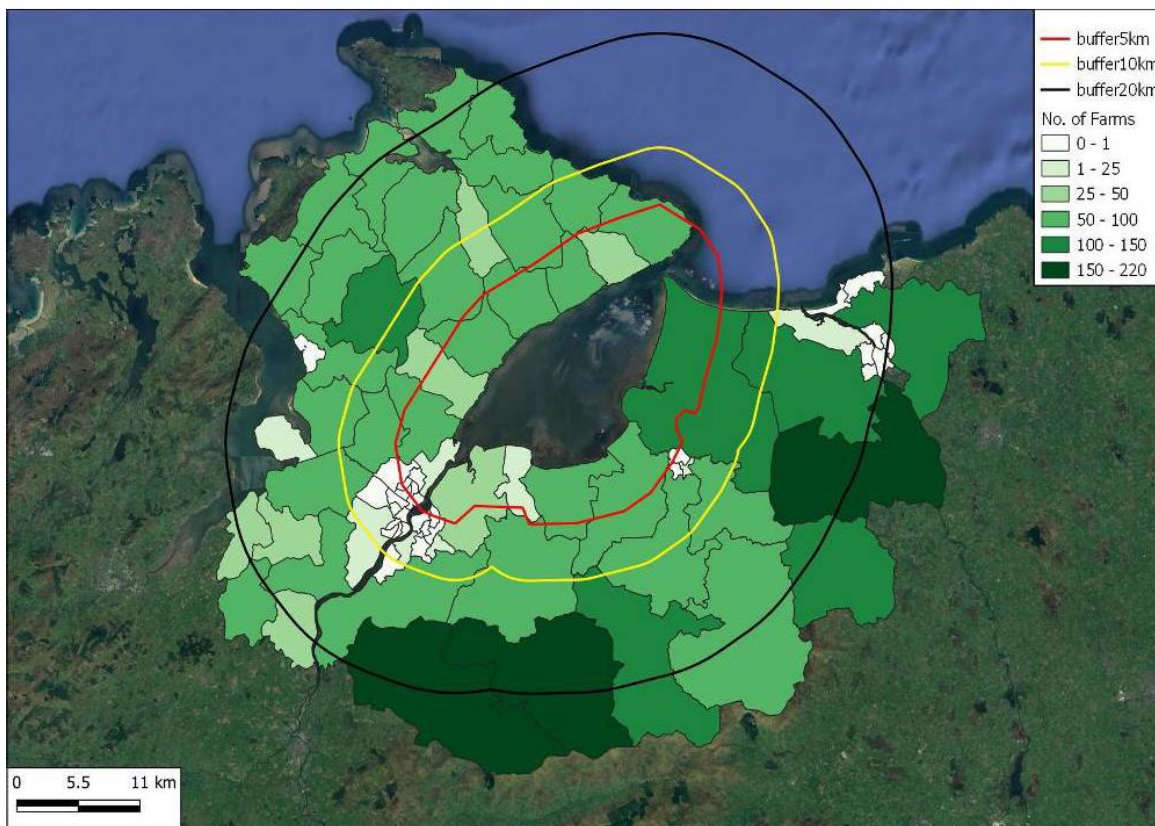 buffer5km
buffer10km
buffer20km
No. of Farms
0 - 1
1 - 25
25 - 50
50 - 100
100 - 150
150 - 220
0 5.5 11 km